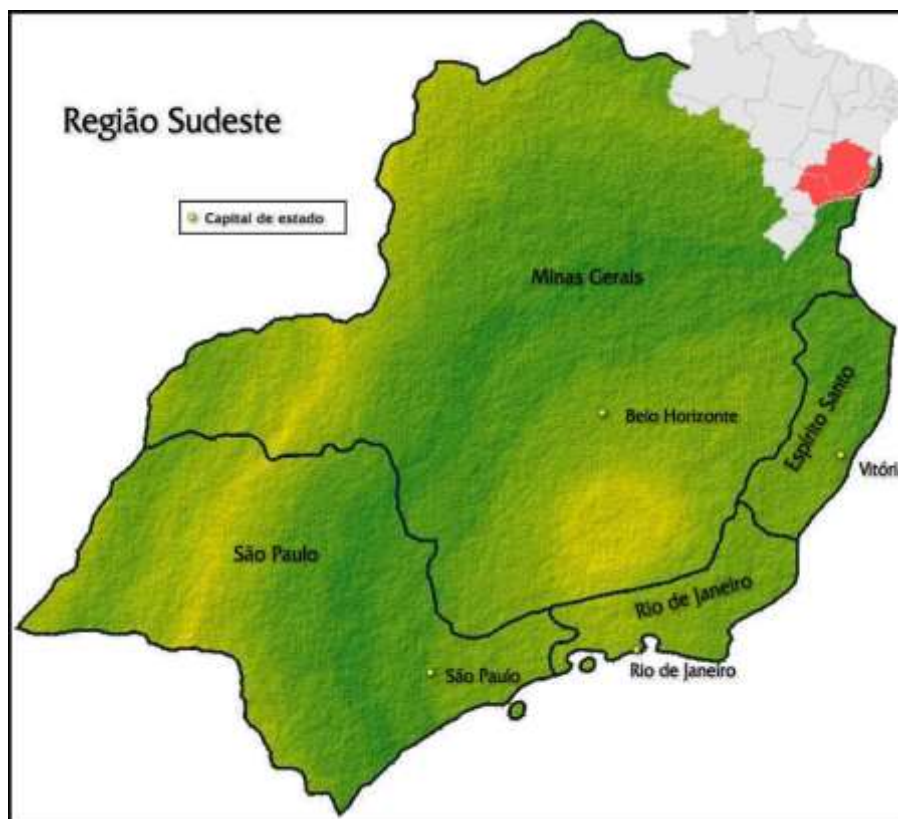 Região Sudeste
Capital de estado
Minas Gerais
Belo Horizonte
Espírito Santo
Vitóri
São Paulo
Rio de Janeiro
São Paulo
Rio de Janeiro